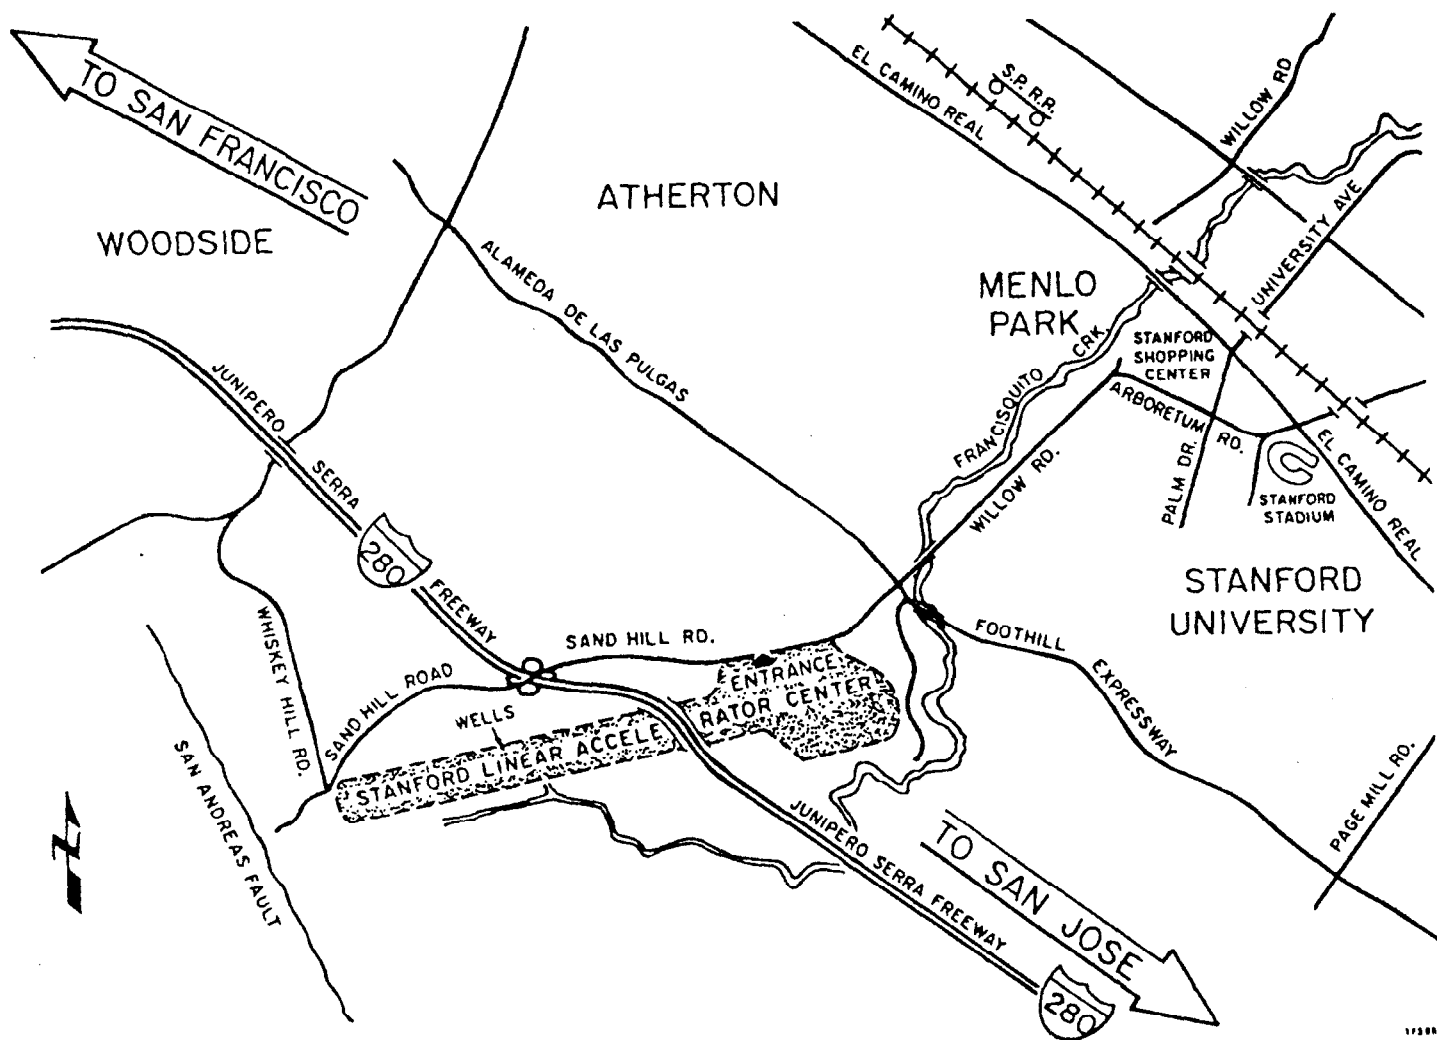 TO SAN FRANCISCO
WOODSIDE
ATHERTON
EL CAMINO REAL
S.P. R.R.
WILLOW RD
UNIVERSITY AVE
ALAMEDA DE LAS PULGAS
MENLO
PARK
FRANCISQUITO CRK.
STANFORD
SHOPPING
CENTER
ARBORETUM RD.
PALM DR.
STANFORD
STADIUM
EL CAMINO REAL
WILLOW RD.
STANFORD
UNIVERSITY
JUNIPERO SERRA FREEWAY
280
WHISKEY HILL RD.
SAND HILL ROAD
SAND HILL RD.
ENTRANCE
WELLS
STANFORD LINEAR ACCELERATOR CENTER
FOOTHILL EXPRESSWAY
PAGE MILL RD.
SAN ANDREAS FAULT
JUNIPERO SERRA FREEWAY
280
TO SAN JOSE